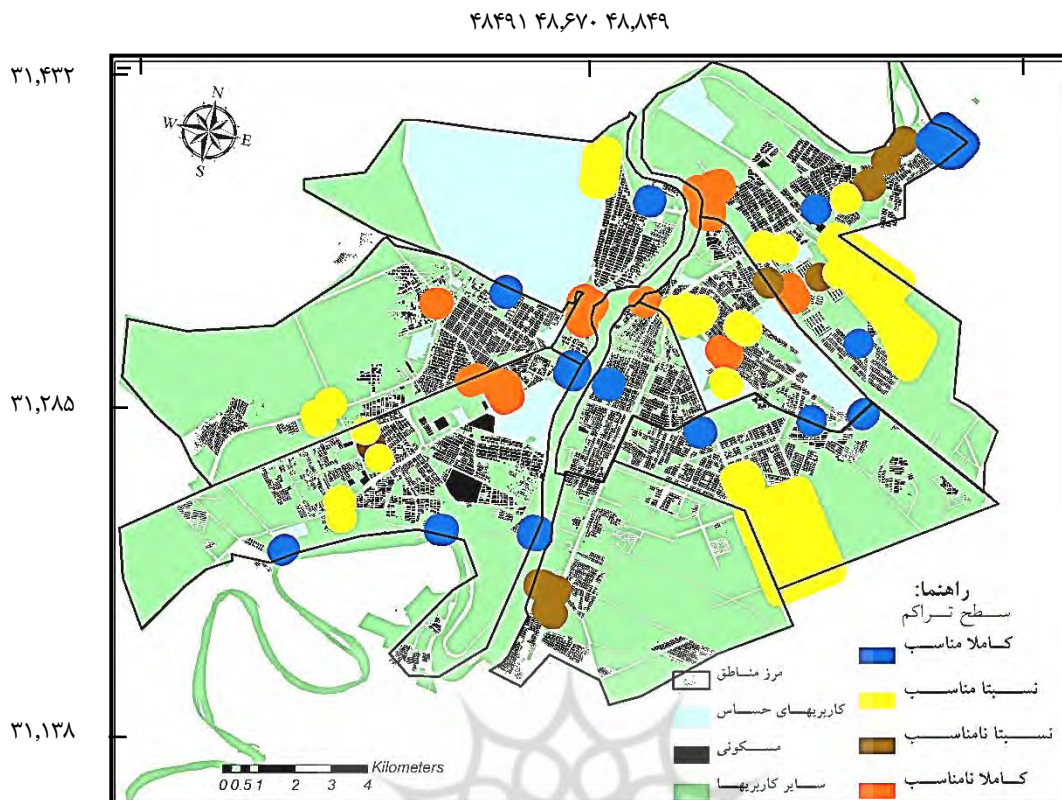 ۴۸۴۹۱ ۴۸,۶۷۰ ۴۸,۸۴۹
۳۱,۴۳۲
N
W E
S
۳۱,۲۸۵
راهنما:
سطح تراکم
کاملا مناسب
مرز مناطق
نسبتا مناسب
کاربریهای حساس
۳۱,۱۳۸
مسکونی
نسبتا نامناسب
Kilometers
0 0.5 1 2 3 4
سایر کاربریها
کاملا نامناسب